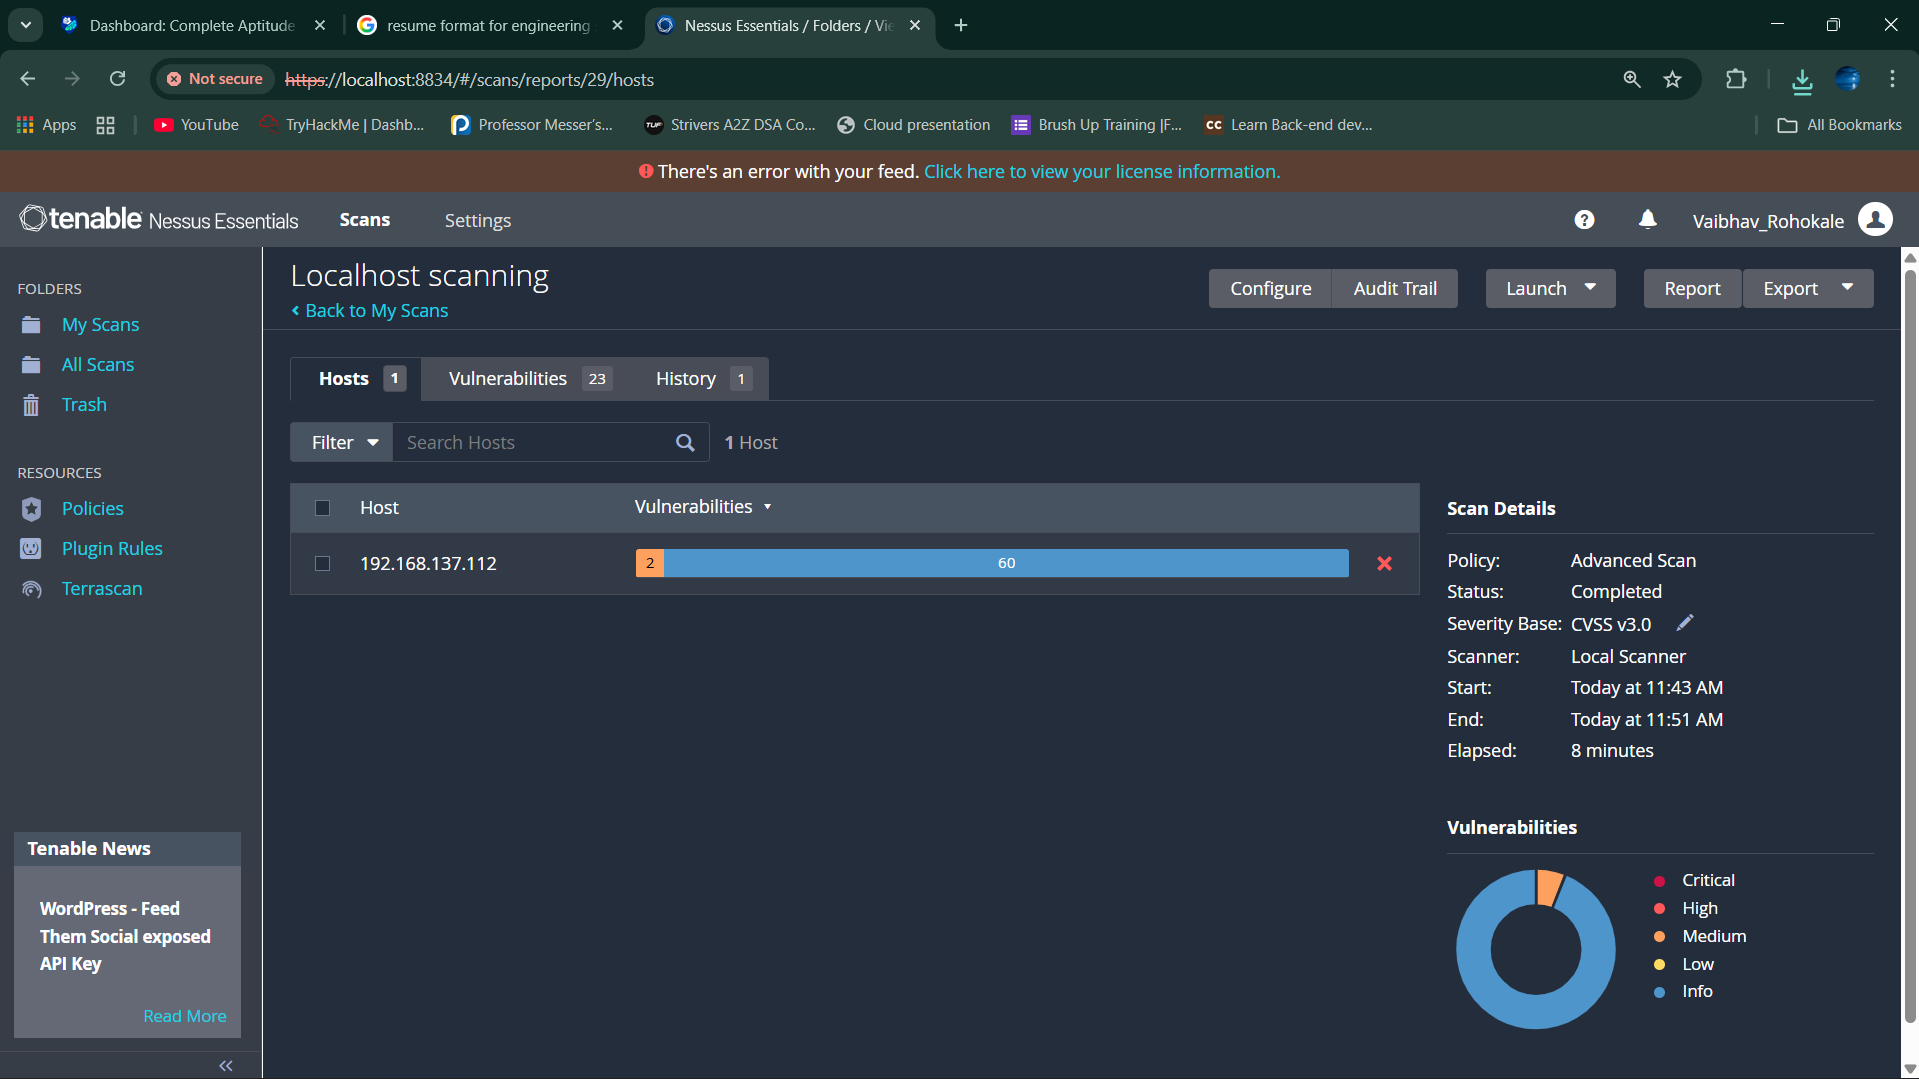 Dashboard: Complete Aptitude
resume format for engineering
Nessus Essentials / Folders / Vie
Not secure
https://localhost:8834/#/scans/reports/29/hosts
Apps
YouTube
TryHackMe | Dashb...
Professor Messer's...
TUF
Strivers A2Z DSA Co...
Cloud presentation
Brush Up Training |F...
CC
Learn Back-end dev...
All Bookmarks
There's an error with your feed. Click here to view your license information.
tenable Nessus Essentials
Scans
Settings
Vaibhav_Rohokale
FOLDERS
My Scans
All Scans
Trash
RESOURCES
Policies
Plugin Rules
Terrascan
Tenable News
WordPress - Feed
Them Social exposed
API Key
Read More
Localhost scanning
Back to My Scans
Configure
Audit Trail
Launch
Report
Export
Hosts 1
Vulnerabilities 23
History 1
Filter
Search Hosts
1 Host
Host
Vulnerabilities
192.168.137.112
2
60
Scan Details
Policy: Advanced Scan
Status: Completed
Severity Base: CVSS v3.0
Scanner: Local Scanner
Start: Today at 11:43 AM
End: Today at 11:51 AM
Elapsed: 8 minutes
Vulnerabilities
Critical
High
Medium
Low
Info